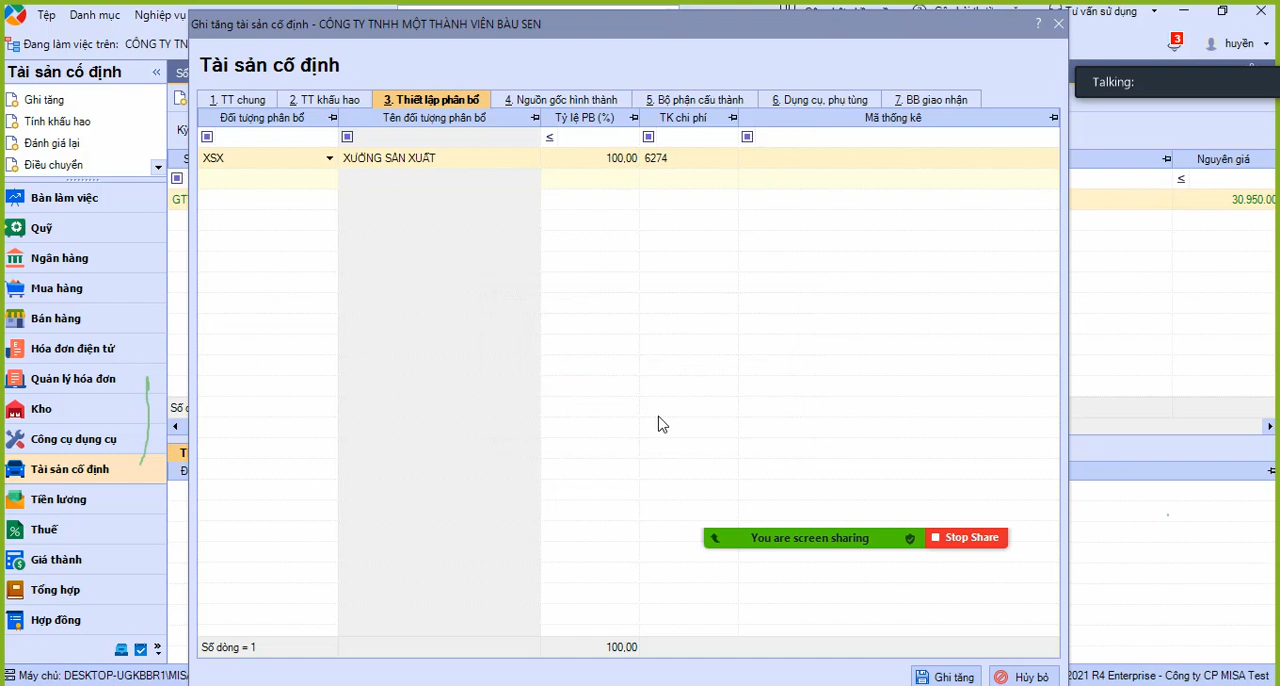 Tệp Danh mục Nghiệp vụ
Ghi tăng tài sản cố định - CÔNG TY TNHH MỘT THÀNH VIÊN BÀU SEN
? Tư vấn sử dụng
Đang làm việc trên: CÔNG TY TN
3
huyền
Tài sản cố định «
Tài sản cố định
Talking:
Ghi tăng
Tính khấu hao
Đánh giá lại
Điều chuyển
1. TT chung 2. TT khấu hao 3. Thiết lập phân bổ 4. Nguồn gốc hình thành 5. Bộ phận cấu thành 6. Dụng cụ, phụ tùng 7. BB giao nhận
Đối tượng phân bổ Tên đối tượng phân bổ Tỷ lệ PB (%) TK chi phí Mã thống kê
≤
XSX XƯỞNG SẢN XUẤT 100,00 6274
Nguyên giá
≤
GT 30.950.00
Bàn làm việc
Quỹ
Ngân hàng
Mua hàng
Bán hàng
Hóa đơn điện tử
Quản lý hóa đơn
Kho
Công cụ dụng cụ
Tài sản cố định
Tiền lương
Thuế
Giá thành
Tổng hợp
Hợp đồng
You are screen sharing Stop Share
Số dòng = 1 100,00
Ghi tăng Hủy bỏ
Máy chủ: DESKTOP-UGKBBR1\MISA 2021 R4 Enterprise - Công ty CP MISA Test